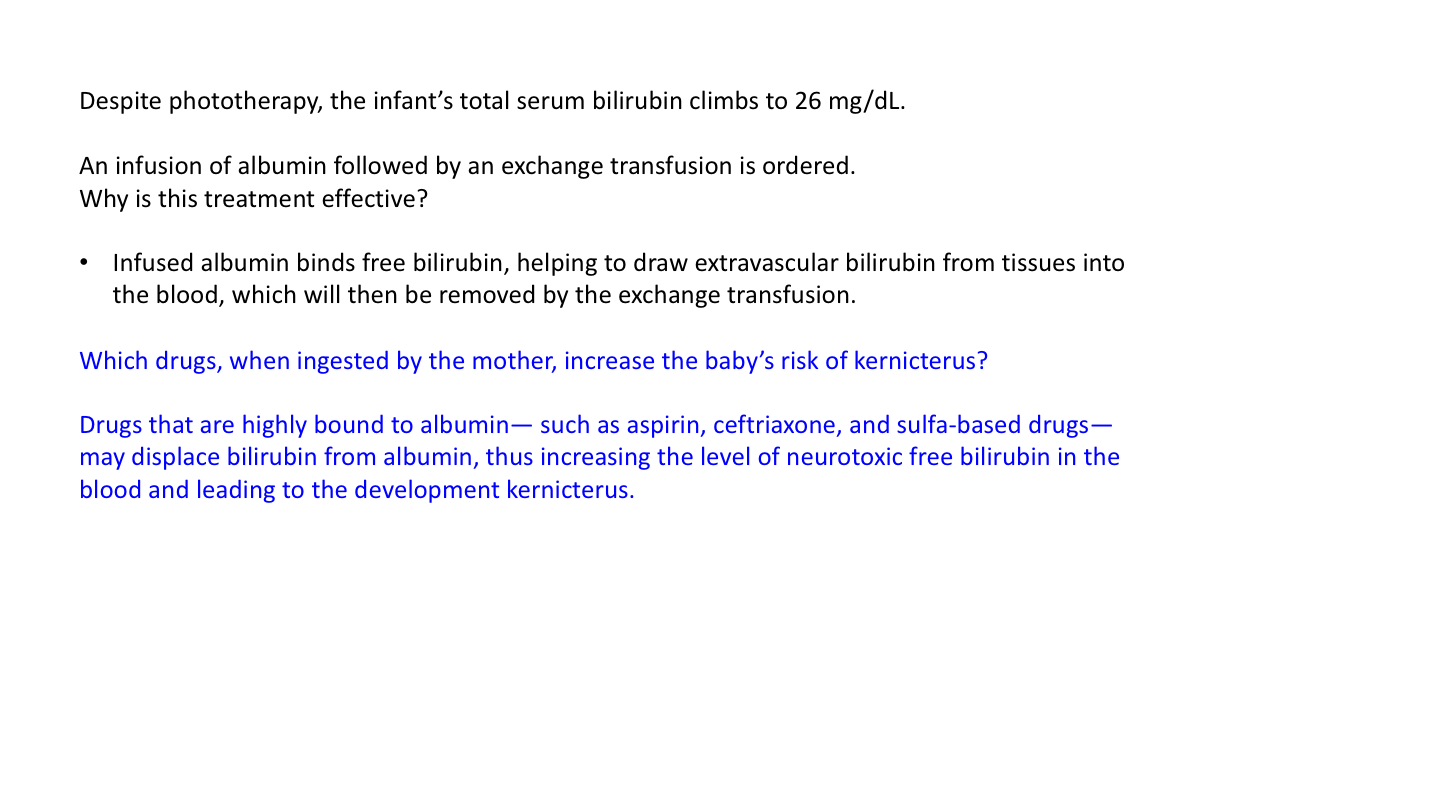 Despite phototherapy, the infant’s total serum bilirubin climbs to 26 mg/dL.
An infusion of albumin followed by an exchange transfusion is ordered.
Why is this treatment effective?
• Infused albumin binds free bilirubin, helping to draw extravascular bilirubin from tissues into
the blood, which will then be removed by the exchange transfusion.
Which drugs, when ingested by the mother, increase the baby’s risk of kernicterus?
Drugs that are highly bound to albumin— such as aspirin, ceftriaxone, and sulfa-based drugs—
may displace bilirubin from albumin, thus increasing the level of neurotoxic free bilirubin in the
blood and leading to the development kernicterus.